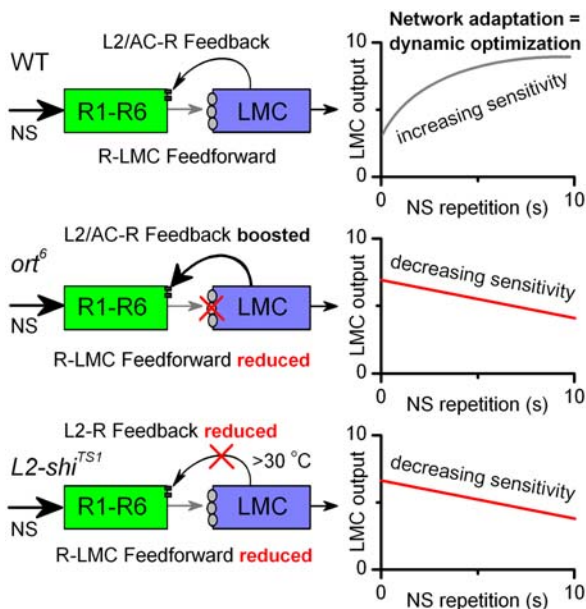 WT
L2/AC-R Feedback
R1-R6
LMC
NS
R-LMC Feedforward
Network adaptation =
dynamic optimization
10
LMC output
0
increasing sensitivity
0
10
NS repetition (s)
ort⁶
L2/AC-R Feedback boosted
R1-R6
LMC
NS
R-LMC Feedforward reduced
10
LMC output
0
decreasing sensitivity
0
10
NS repetition (s)
L2-R Feedback reduced
L2-shiᵀˢ¹
>30 °C
R1-R6
LMC
NS
R-LMC Feedforward reduced
10
LMC output
0
decreasing sensitivity
0
10
NS repetition (s)